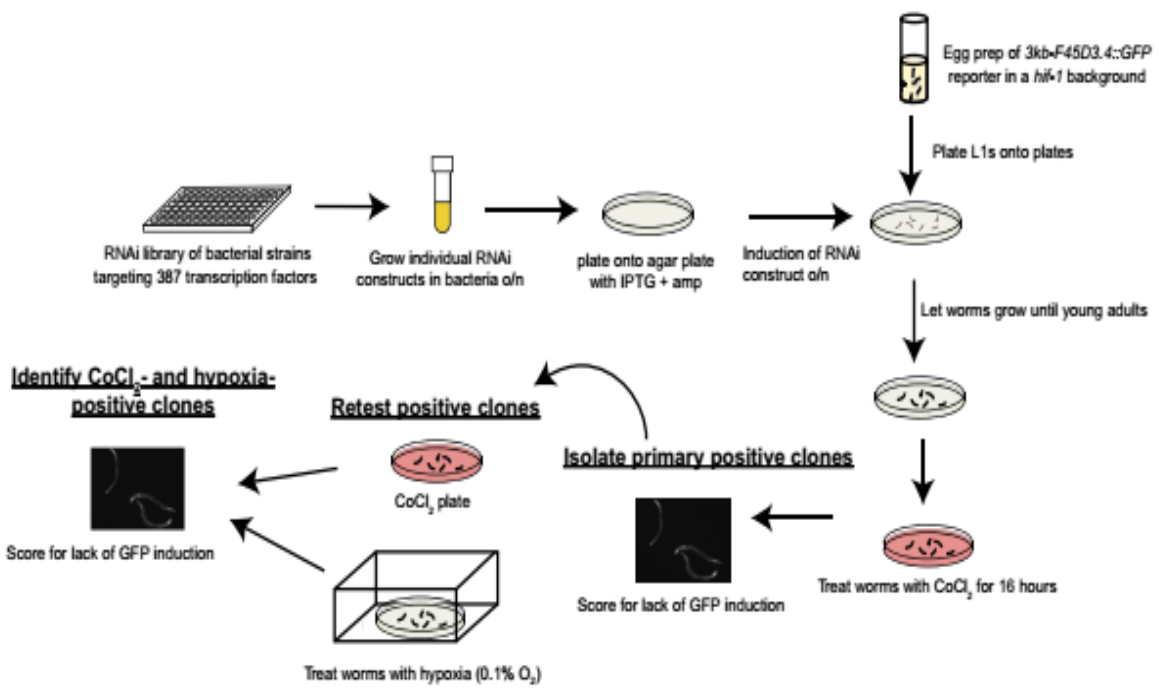 Egg prep of 3kb-F45D3.4::GFP
reporter in a hif-1 background
Plate L1s onto plates
RNAi library of bacterial strains
targeting 387 transcription factors
Grow individual RNAi
constructs in bacteria o/n
plate onto agar plate
with IPTG + amp
Induction of RNAi
construct o/n
Let worms grow until young adults
Treat worms with CoCl₂ for 16 hours
Isolate primary positive clones
Score for lack of GFP induction
Retest positive clones
CoCl₂ plate
Treat worms with hypoxia (0.1% O₂)
Identify CoCl₂- and hypoxia-
positive clones
Score for lack of GFP induction